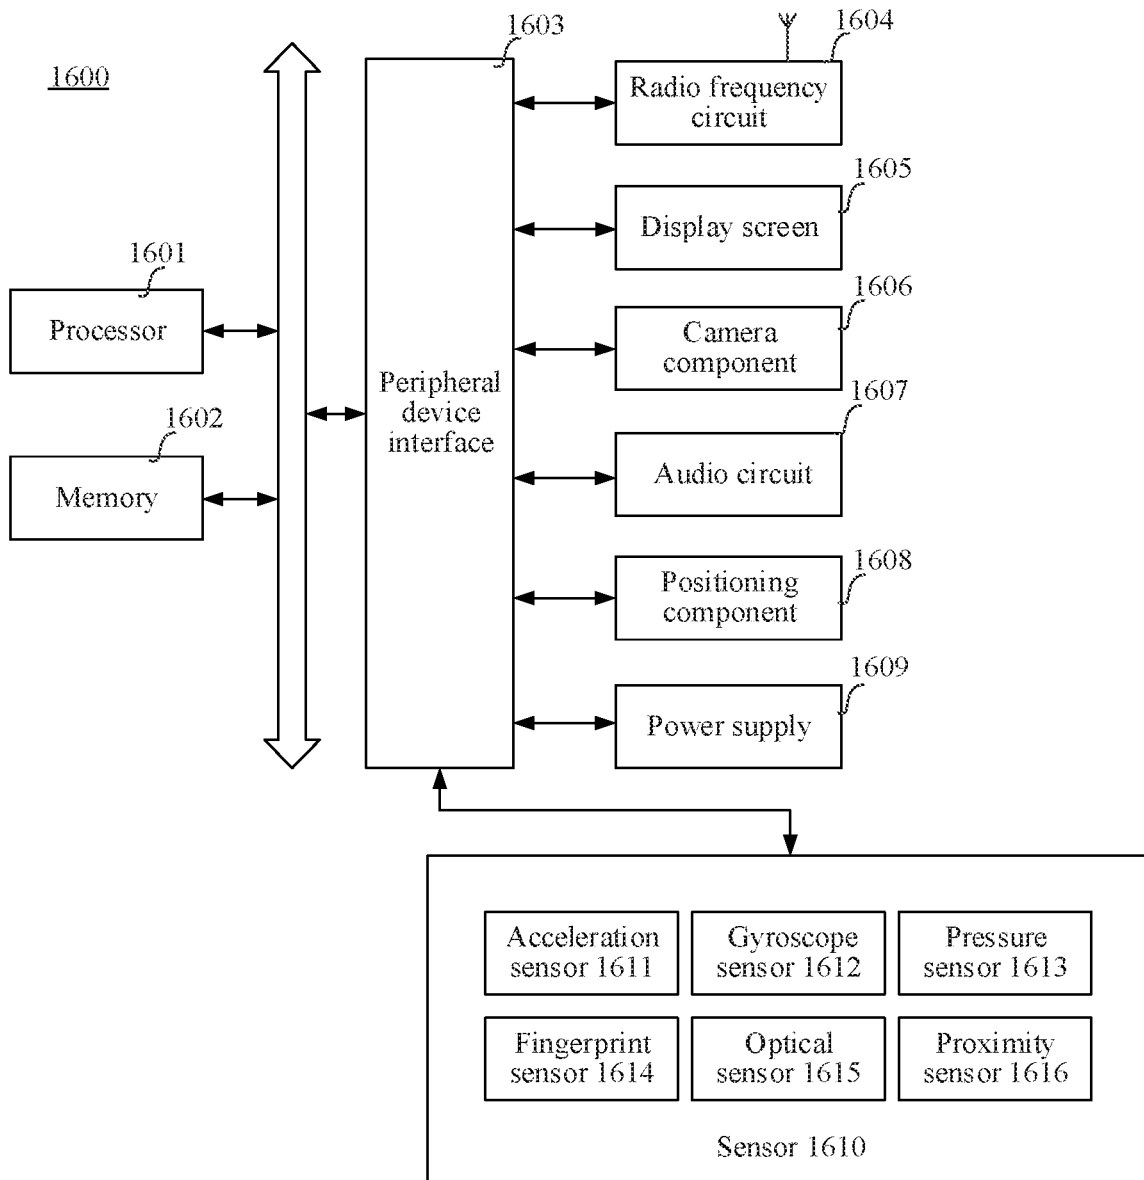 1600
1603
1604
Radio frequency
circuit
1605
Display screen
1601
Processor
1606
Camera
component
Peripheral
device
interface
1602
Memory
1607
Audio circuit
1608
Positioning
component
1609
Power supply
Acceleration
sensor 1611
Gyroscope
sensor 1612
Pressure
sensor 1613
Fingerprint
sensor 1614
Optical
sensor 1615
Proximity
sensor 1616
Sensor 1610